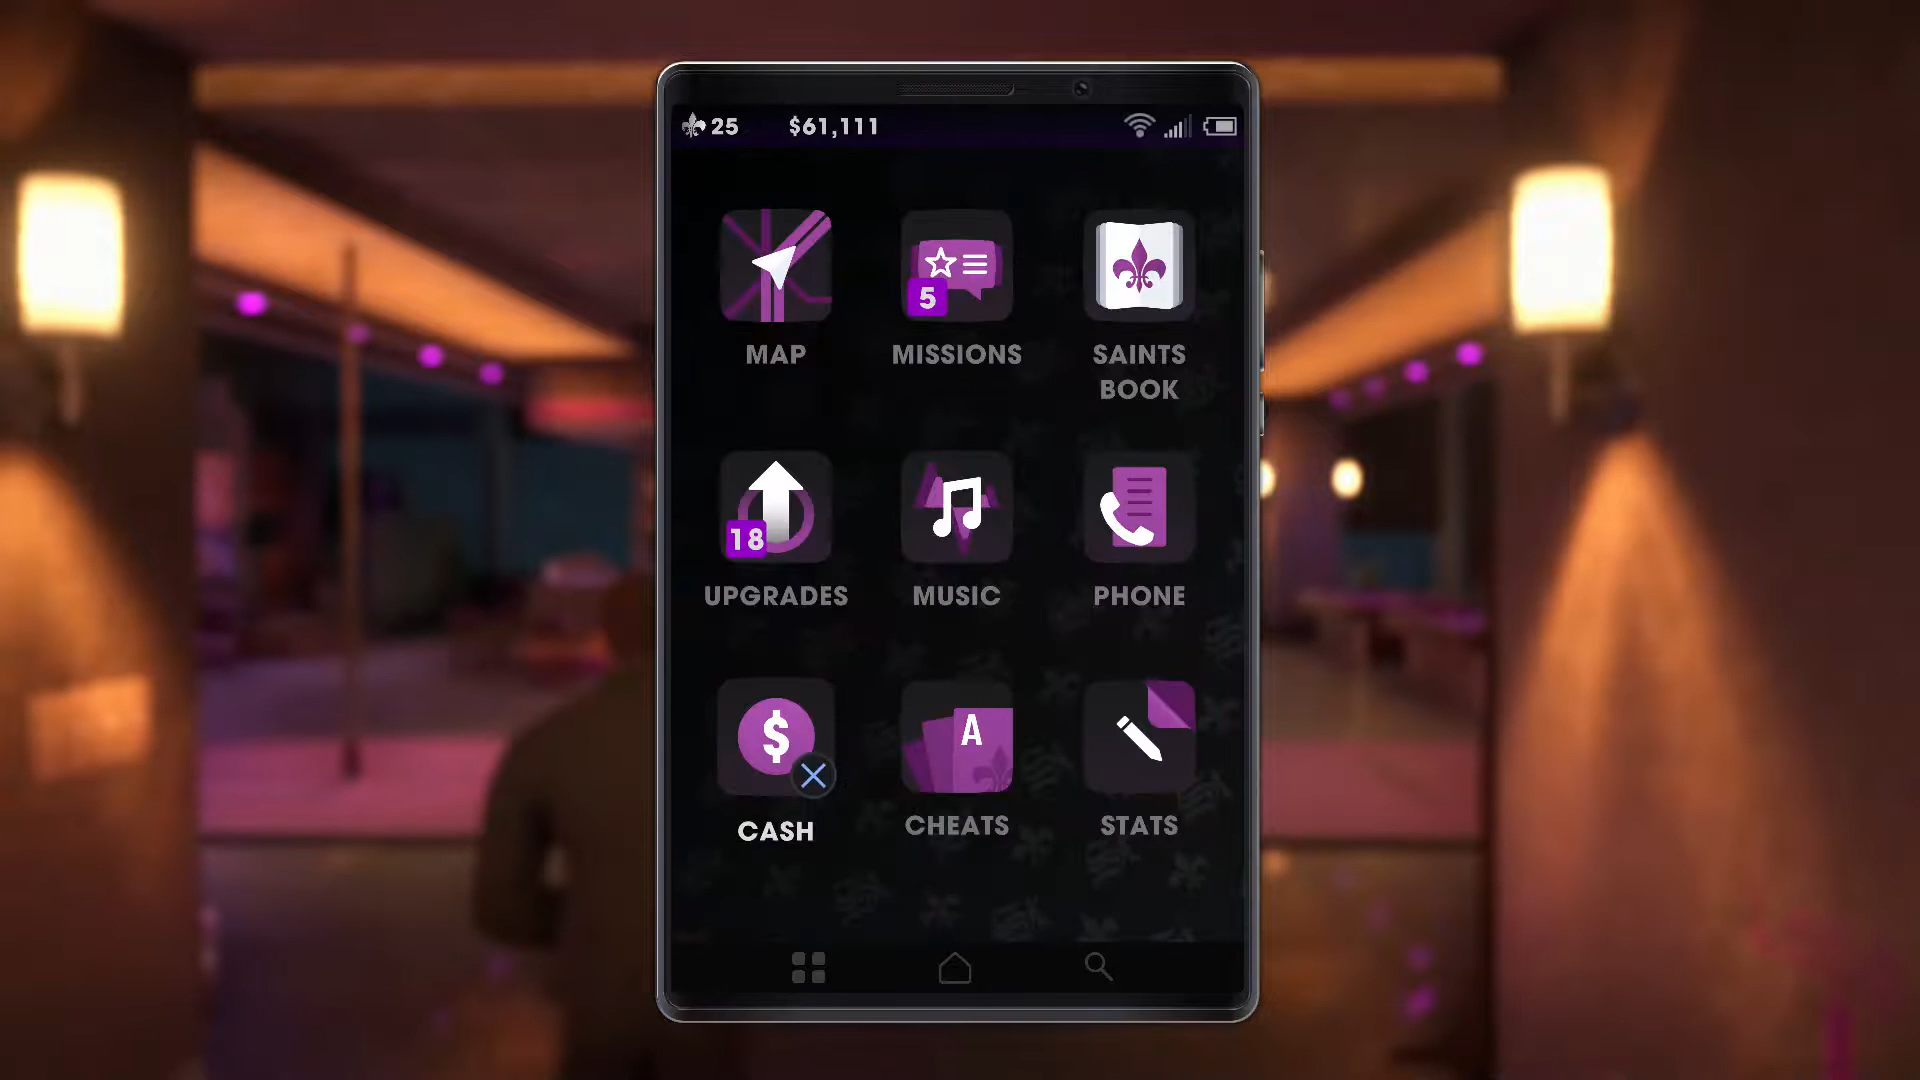 25 $61,111
MAP
5
MISSIONS
SAINTS
BOOK
18
UPGRADES
MUSIC
PHONE
$
CASH
A
CHEATS
STATS